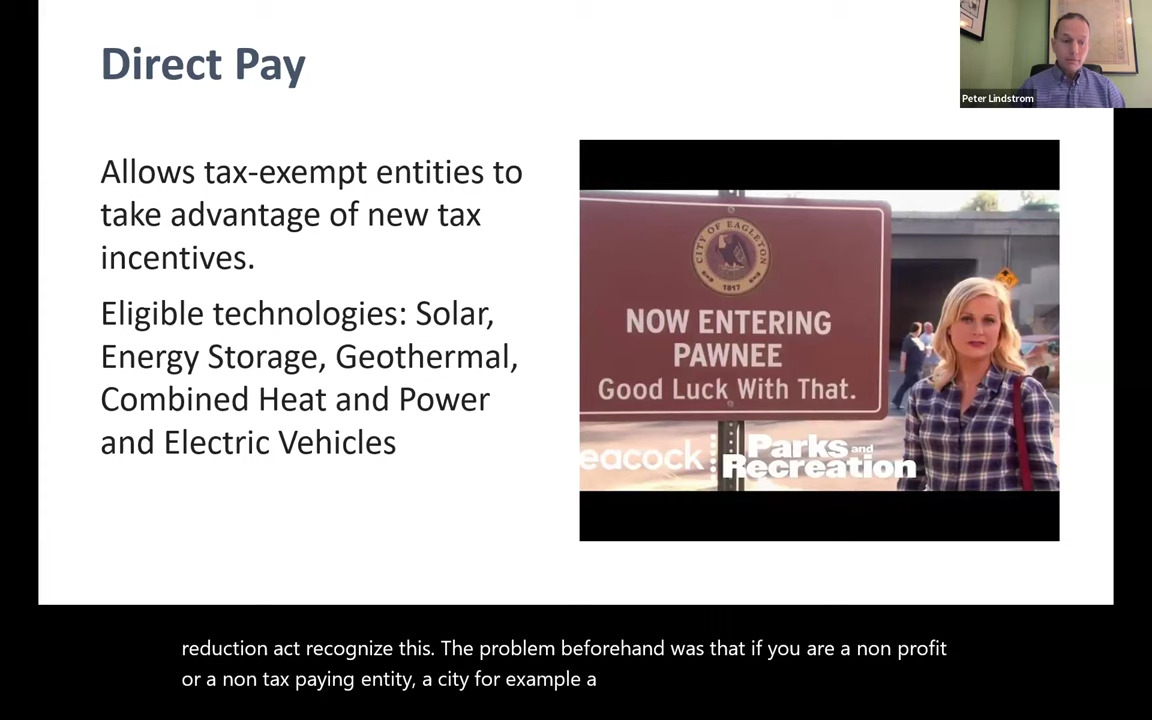 Direct Pay
Peter Lindstrom
Allows tax-exempt entities to
take advantage of new tax
incentives.
Eligible technologies: Solar,
Energy Storage, Geothermal,
Combined Heat and Power
and Electric Vehicles
CITY OF EAGLETON
1817
NOW ENTERING
PAWNEE
Good Luck With That.
eacock
Parks and
Recreation
reduction act recognize this. The problem beforehand was that if you are a non profit
or a non tax paying entity, a city for example a